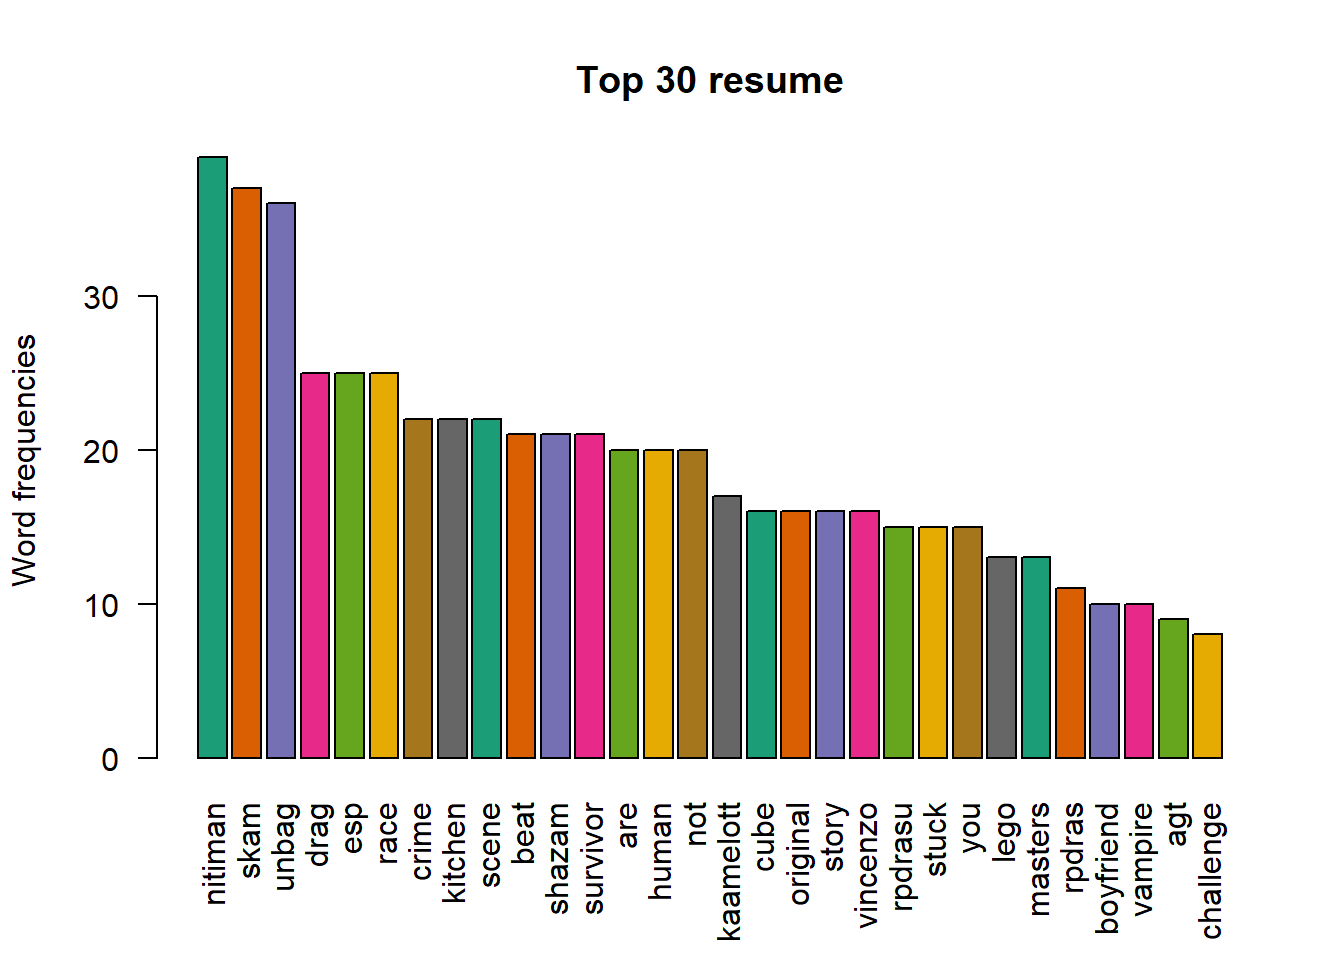 Top 30 resume
Word frequencies
30
20
10
0
nitiman
skam
unbag
drag
esp
race
crime
kitchen
scene
beat
shazam
survivor
are
human
not
kaamelott
cube
original
story
vincenzo
rpdrasu
stuck
you
lego
masters
rpdras
boyfriend
vampire
agt
challenge